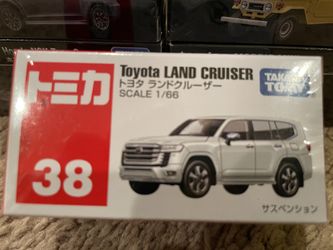 トミカ
Toyota LAND CRUISER
トヨタ ランドクルーザー
SCALE 1/66
TAKARA
TOMY
38
サスペンション